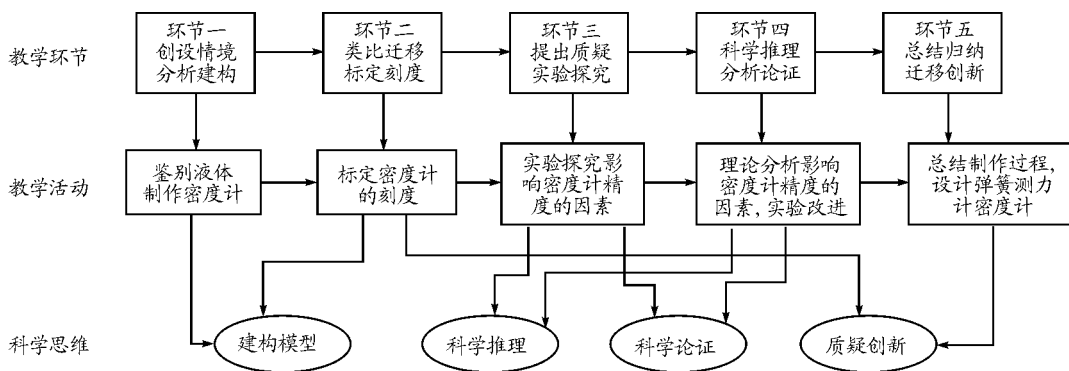 教学环节
环节一
创设情境
分析建构
环节二
类比迁移
标定刻度
环节三
提出质疑
实验探究
环节四
科学推理
分析论证
环节五
总结归纳
迁移创新
教学活动
鉴别液体
制作密度计
标定密度计
的刻度
实验探究影
响密度计精
度的因素
理论分析影响
密度计精度的
因素,实验改进
总结制作过程,
设计弹簧测力
计密度计
科学思维
建构模型
科学推理
科学论证
质疑创新